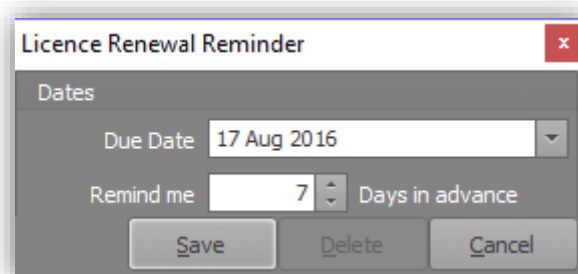 Licence Renewal Reminder x
Dates
Due Date 17 Aug 2016
Remind me 7 Days in advance
Save Delete Cancel